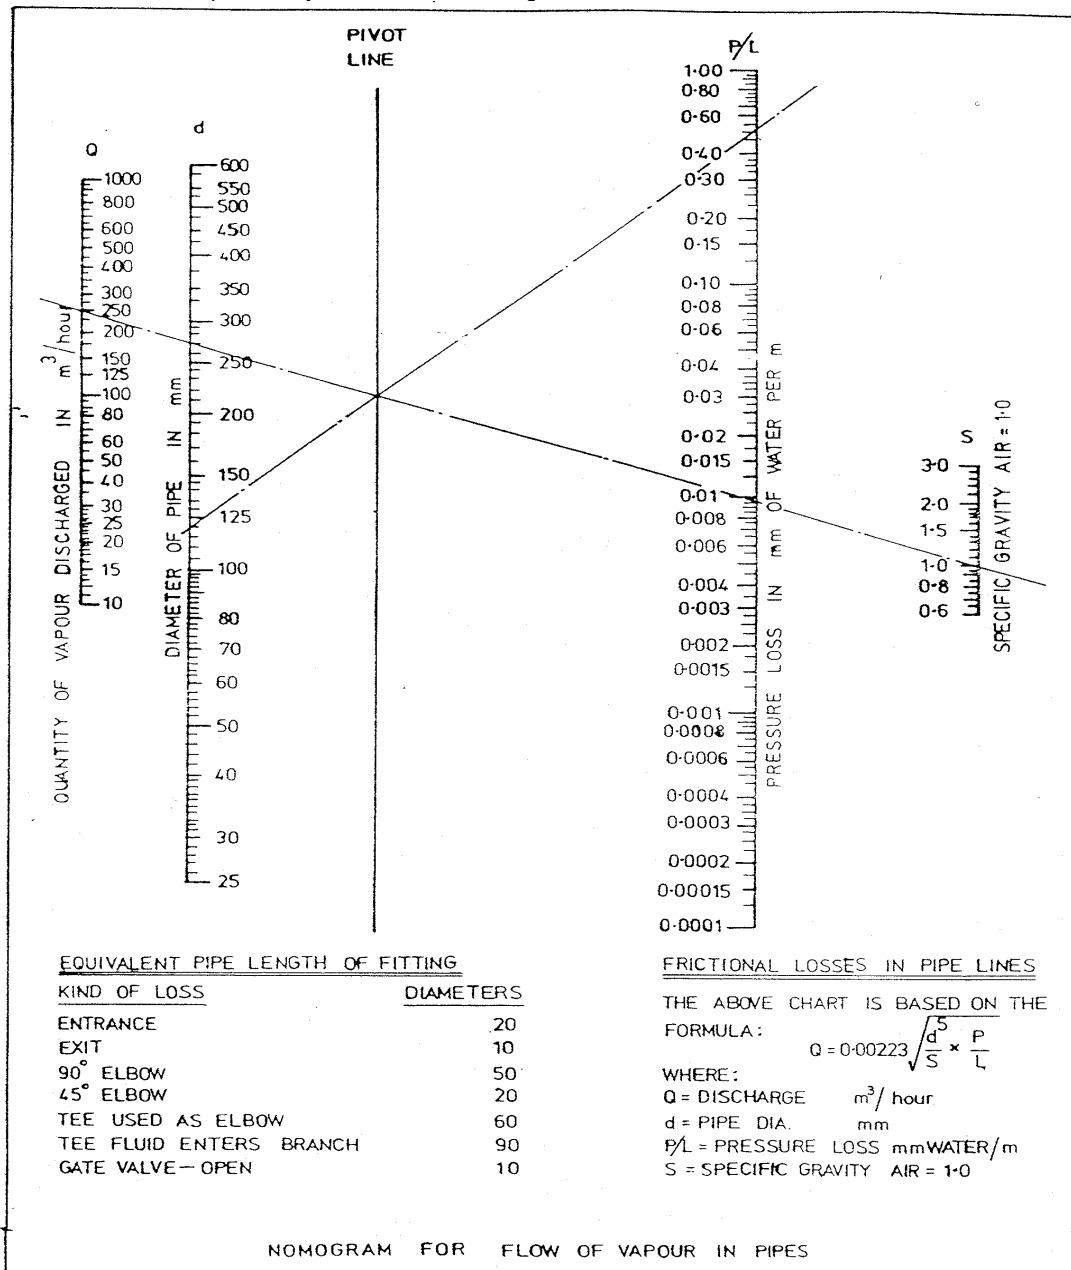 PIVOT
LINE
P/L
Q
d
1000
800
600
500
400
300
250
200
150
125
100
80
60
50
40
30
25
20
15
10
QUANTITY OF VAPOUR DISCHARGED IN m³/hour
600
550
500
450
400
350
300
250
200
150
125
100
80
70
60
50
40
30
25
DIAMETER OF PIPE IN mm
1·00
0·80
0·60
0·40
0·30
0·20
0·15
0·10
0·08
0·06
0·04
0·03
0·02
0·015
0·01
0·008
0·006
0·004
0·003
0·002
0·0015
0·001
0·0008
0·0006
0·0004
0·0003
0·0002
0·00015
0·0001
PRESSURE LOSS IN mm OF WATER PER m
S
3·0
2·0
1·5
1·0
0·8
0·6
SPECIFIC GRAVITY AIR = 1·0
EQUIVALENT PIPE LENGTH OF FITTING
KIND OF LOSS DIAMETERS
ENTRANCE 20
EXIT 10
90° ELBOW 50
45° ELBOW 20
TEE USED AS ELBOW 60
TEE FLUID ENTERS BRANCH 90
GATE VALVE — OPEN 10
FRICTIONAL LOSSES IN PIPE LINES
THE ABOVE CHART IS BASED ON THE
FORMULA:
Q = 0·00223 √(d⁵/S × P/L)
WHERE:
Q = DISCHARGE m³/hour
d = PIPE DIA. mm
P/L = PRESSURE LOSS mmWATER/m
S = SPECIFIC GRAVITY AIR = 1·0
NOMOGRAM FOR FLOW OF VAPOUR IN PIPES